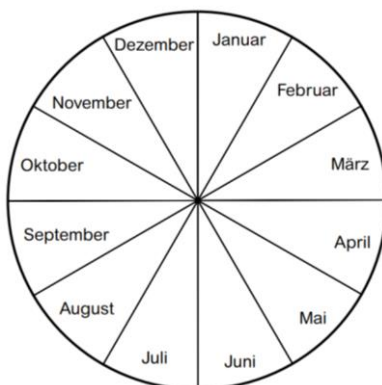 Januar
Februar
März
April
Mai
Juni
Juli
August
September
Oktober
November
Dezember